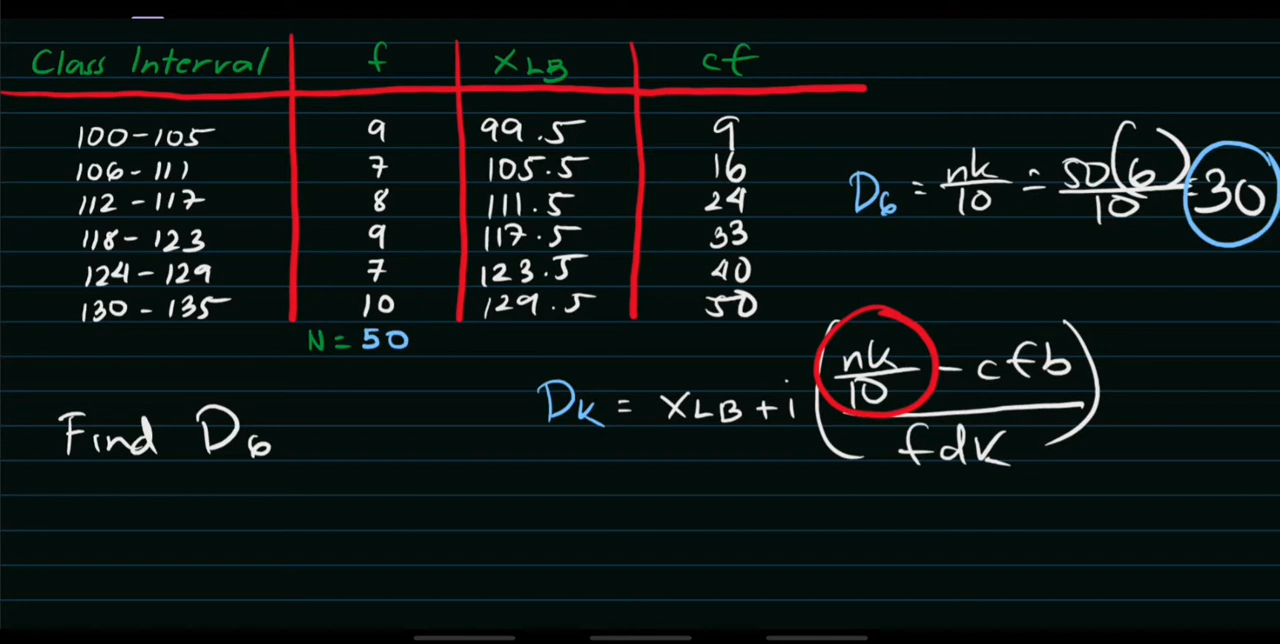 Class Interval f XLB cf
100-105 9 99.5 9
106-111 7 105.5 16
112-117 8 111.5 24
118-123 9 117.5 33
124-129 7 123.5 40
130-135 10 129.5 50
N = 50
D6 = nk/10 = 50(6)/10 = 30
Find D6
DK = XLB + i (nk/10 - cfb / fdk)